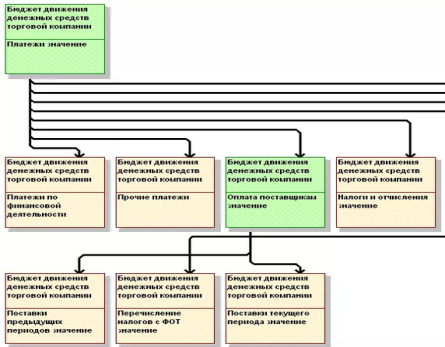 Бюджет движения
денежных средств
торговой компании
Платежи значение
Бюджет движения
денежных средств
торговой компании
Платежи по
финансовой
деятельности
Бюджет движения
денежных средств
торговой компании
Прочие платежи
Бюджет движения
денежных средств
торговой компании
Оплата поставщикам
значение
Бюджет движения
денежных средств
торговой компании
Налоги и отчисления
значение
Бюджет движения
денежных средств
торговой компании
Поставки
предыдущих
периодов значение
Бюджет движения
денежных средств
торговой компании
Перечисление
налогов с ФОТ
значение
Бюджет движения
денежных средств
торговой компании
Поставки текущего
периода значение